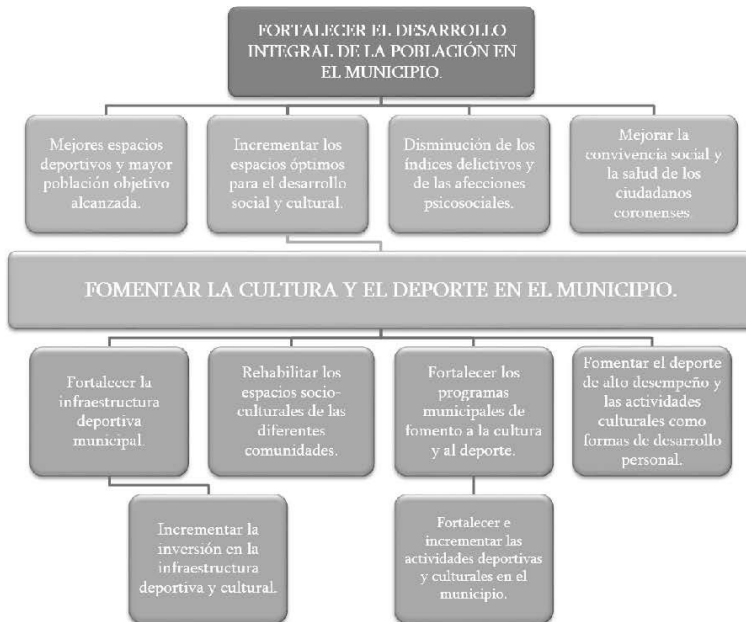 FORTALECER EL DESARROLLO
INTEGRAL DE LA POBLACIÓN EN
EL MUNICIPIO.
Mejores espacios
deportivos y mayor
población objetivo
alcanzada.
Incrementar los
espacios óptimos
para el desarrollo
social y cultural.
Disminución de los
índices delictivos y
de las afecciones
psicosociales.
Mejorar la
convivencia social y
la salud de los
ciudadanos
coronenses.
FOMENTAR LA CULTURA Y EL DEPORTE EN EL MUNICIPIO.
Fortalecer la
infraestructura
deportiva
municipal.
Rehabilitar los
espacios socio-
culturales de las
diferentes
comunidades.
Fortalecer los
programas
municipales de
fomento a la cultura
y al deporte.
Fomentar el deporte
de alto desempeño y
las actividades
culturales como
formas de desarrollo
personal.
Incrementar la
inversión en la
infraestructura
deportiva y cultural.
Fortalecer e
incrementar las
actividades deportivas
y culturales en el
municipio.